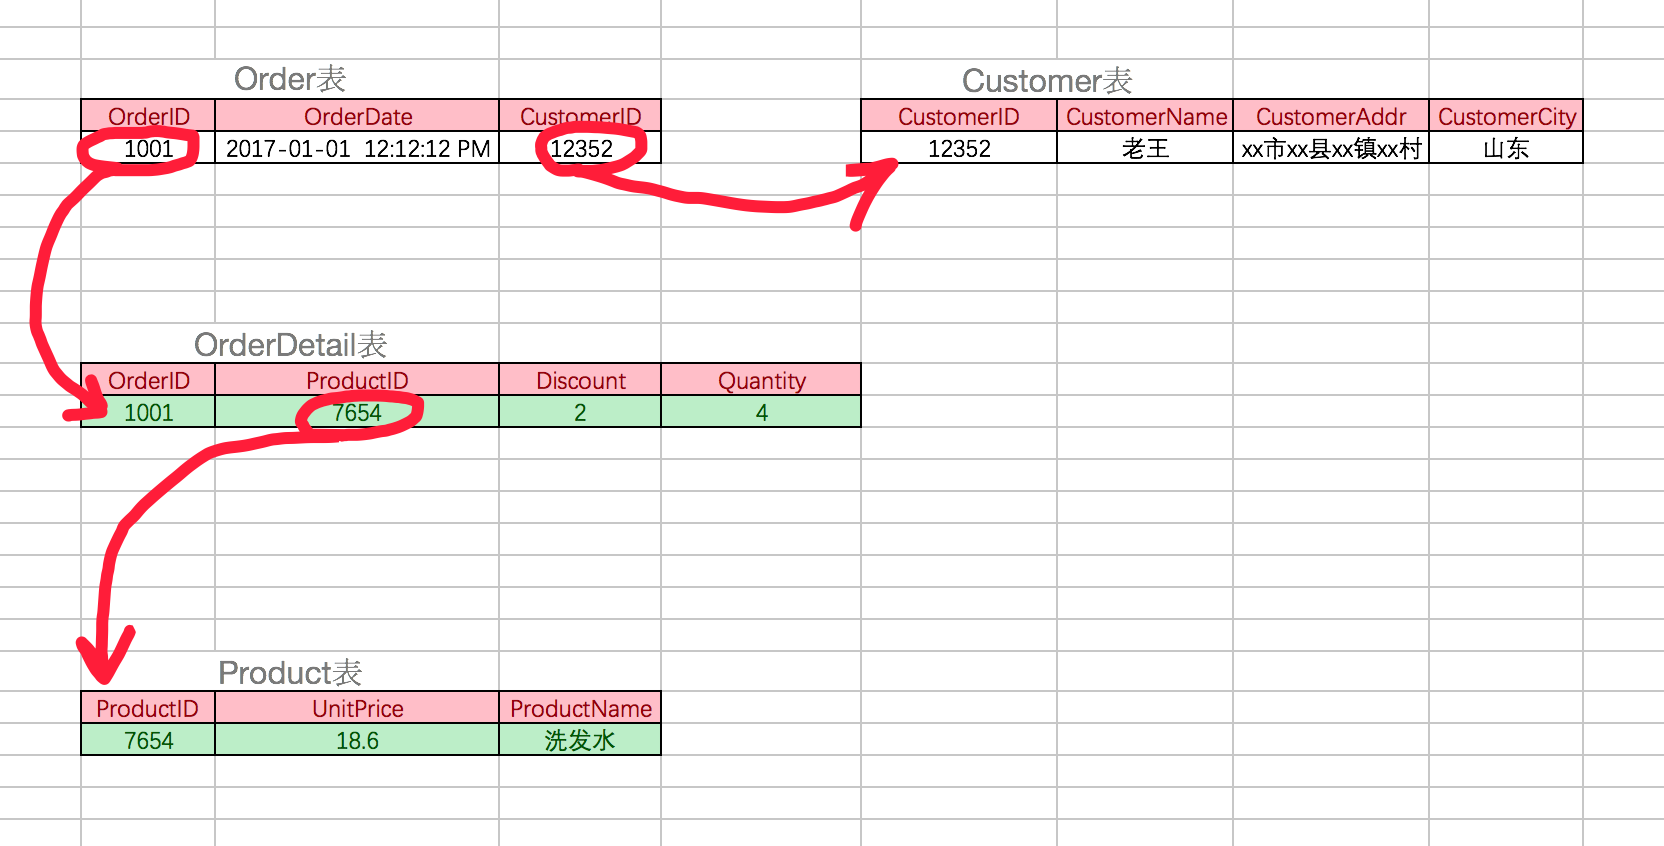 Order表
OrderID OrderDate CustomerID
1001 2017-01-01 12:12:12 PM 12352
Customer表
CustomerID CustomerName CustomerAddr CustomerCity
12352 老王 xx市xx县xx镇xx村 山东
OrderDetail表
OrderID ProductID Discount Quantity
1001 7654 2 4
Product表
ProductID UnitPrice ProductName
7654 18.6 洗发水